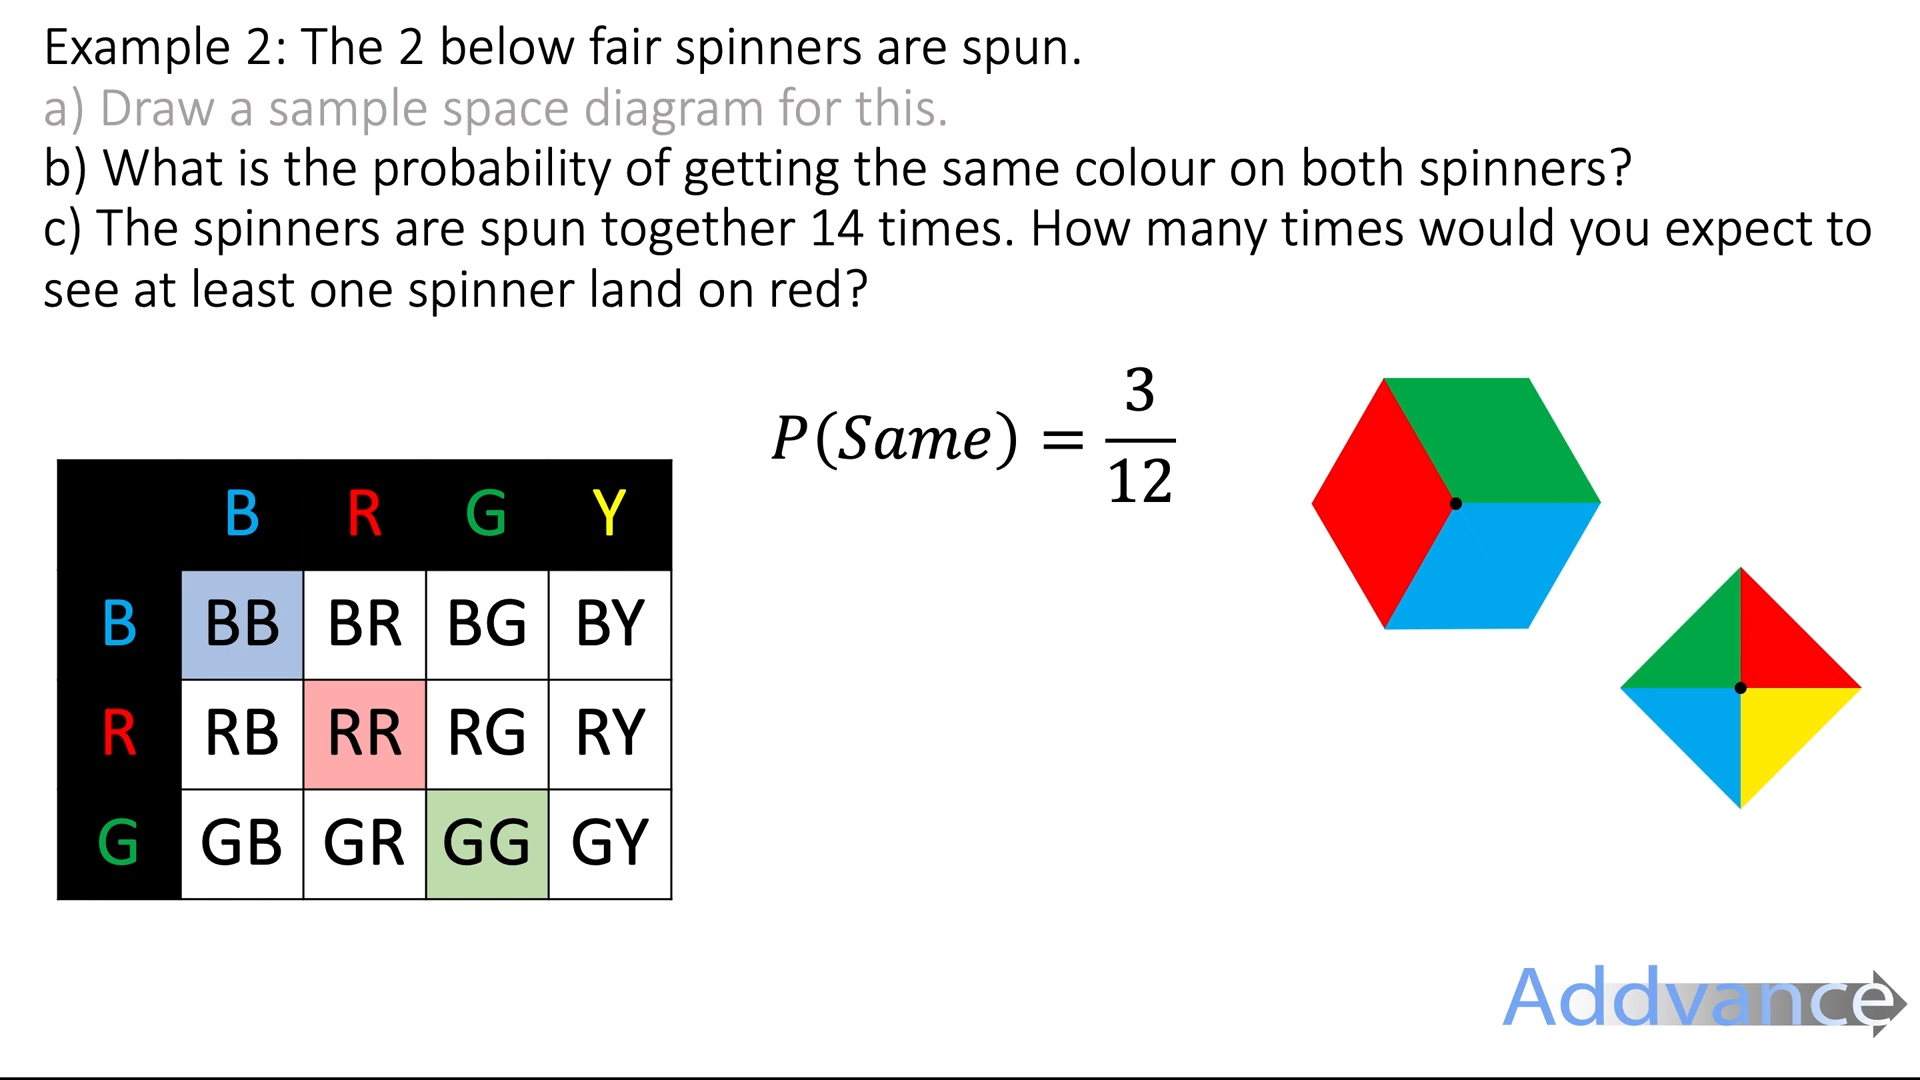 Example 2: The 2 below fair spinners are spun.
a) Draw a sample space diagram for this.
b) What is the probability of getting the same colour on both spinners?
c) The spinners are spun together 14 times. How many times would you expect to
see at least one spinner land on red?
P(Same) = 3/12
B R G Y
B BB BR BG BY
R RB RR RG RY
G GB GR GG GY
Addvance